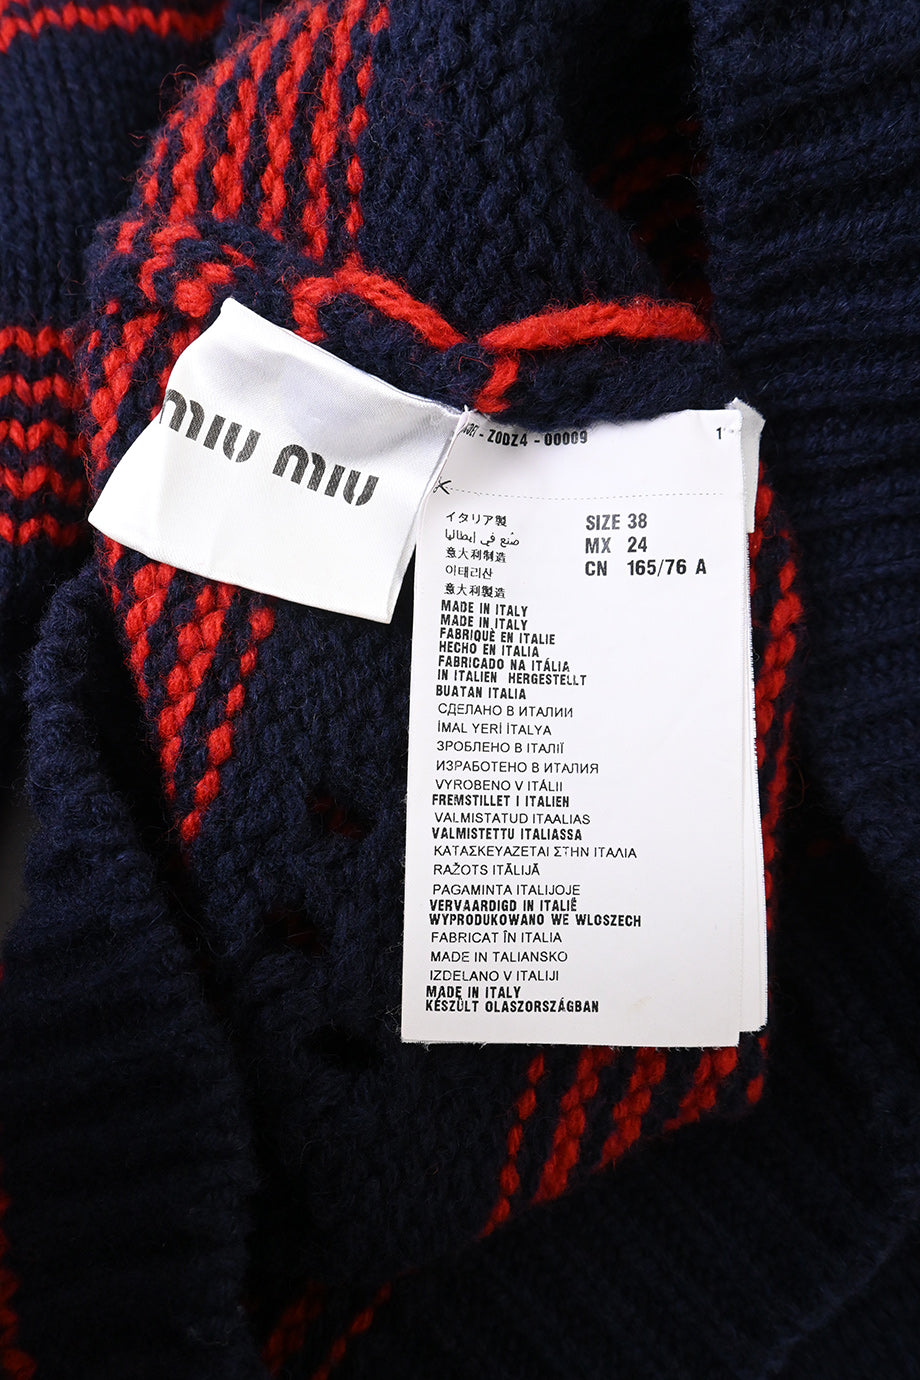 MIU MIU
- Z0DZ4 - 00009
イタリア製
صنع في إيطاليا
意大利制造
이태리산
意大利製造
SIZE 38
MX 24
CN 165/76 A
MADE IN ITALY
MADE IN ITALY
FABRIQUÈ EN ITALIE
HECHO EN ITALIA
FABRICADO NA ITÁLIA
IN ITALIEN HERGESTELLT
BUATAN ITALIA
СДЕЛАНО В ИТАЛИИ
İMAL YERİ İTALYA
ЗРОБЛЕНО В ІТАЛІЇ
ИЗРАБОТЕНО В ИТАЛИЯ
VYROBENO V ITÁLII
FREMSTILLET I ITALIEN
VALMISTATUD ITAALIAS
VALMISTETTU ITALIASSA
ΚΑΤΑΣΚΕΥΑΖΕΤΑΙ ΣΤΗΝ ΙΤΑΛΙΑ
RAŽOTS ITĀLIJĀ
PAGAMINTA ITALIJOJE
VERVAARDIGD IN ITALIË
WYPRODUKOWANO WE WLOSZECH
FABRICAT ÎN ITALIA
MADE IN TALIANSKO
IZDELANO V ITALIJI
MADE IN ITALY
KÉSZÜLT OLASZORSZÁGBAN